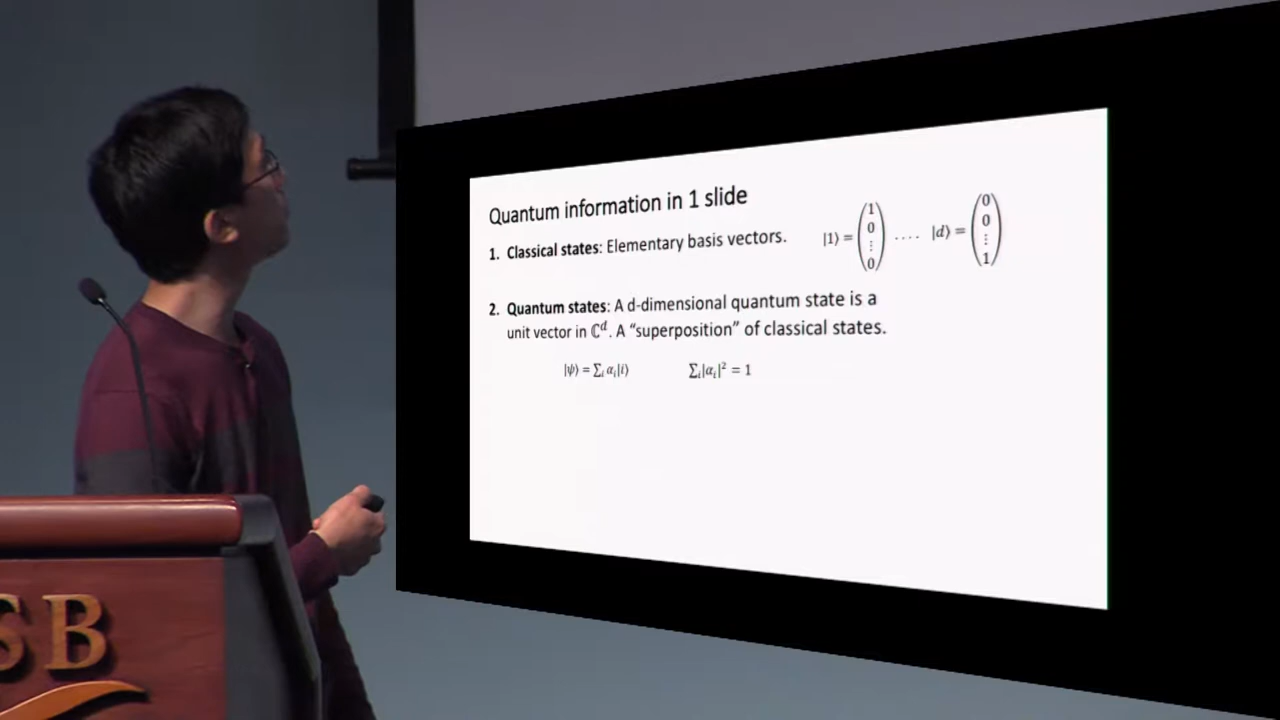 Quantum information in 1 slide
1. Classical states: Elementary basis vectors. |1⟩ = (1 0 ⋮ 0) .... |d⟩ = (0 0 ⋮ 1)
2. Quantum states: A d-dimensional quantum state is a
unit vector in ℂᵈ. A “superposition” of classical states.
|ψ⟩ = ∑ᵢ αᵢ|i⟩ ∑ᵢ|αᵢ|² = 1
SB